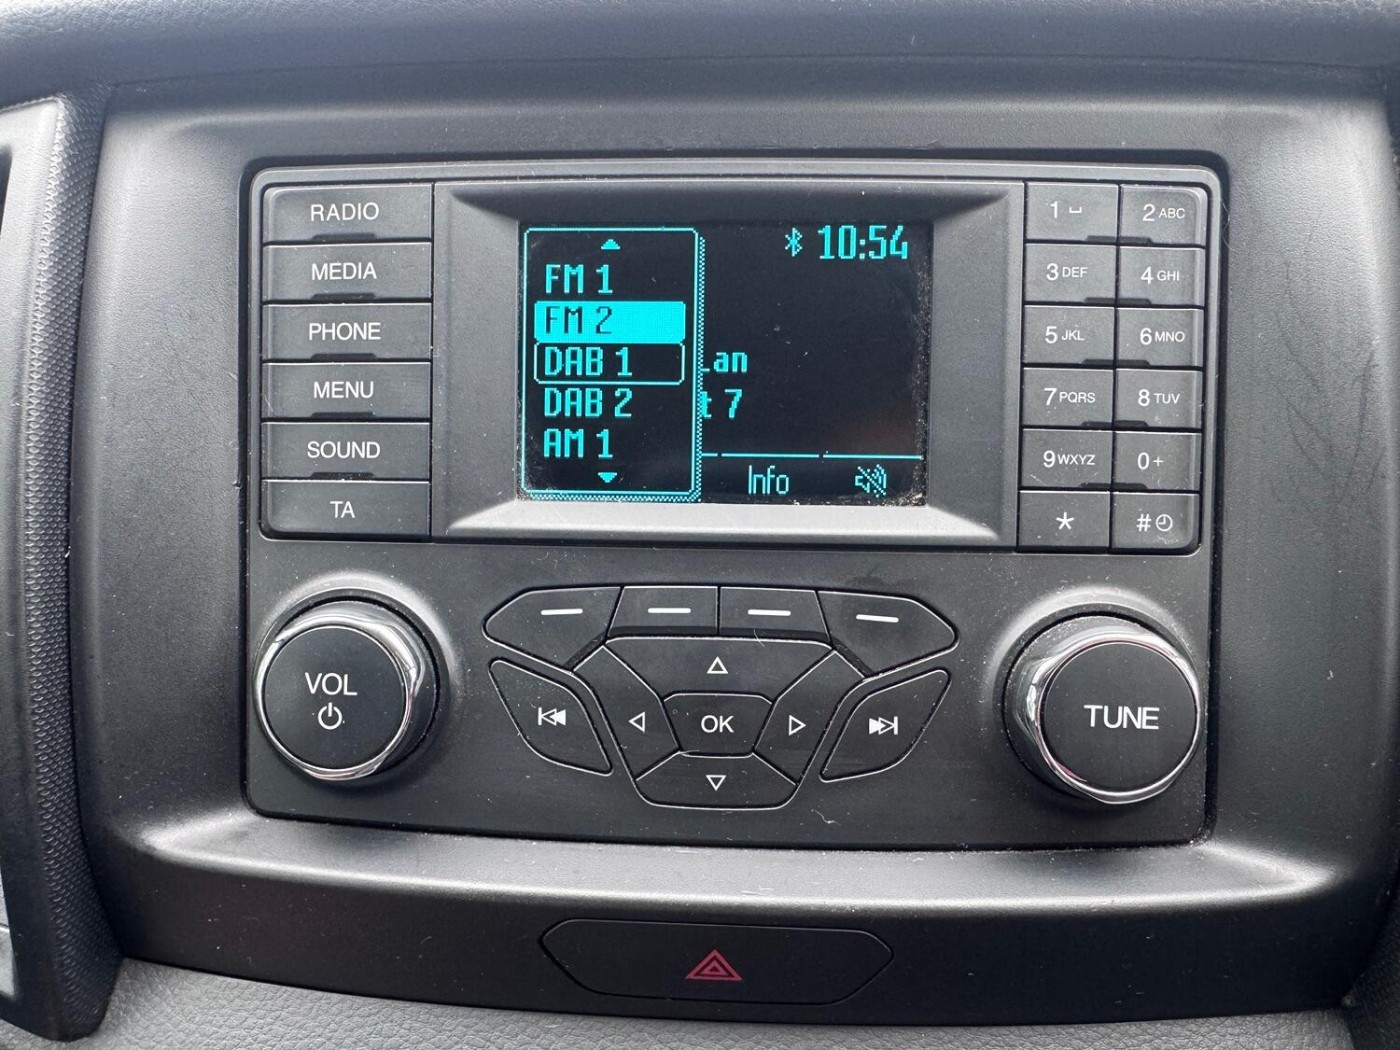 RADIO
MEDIA
PHONE
MENU
SOUND
TA
10:54
FM 1
FM 2
DAB 1
DAB 2
AM 1
an
t 7
Info
1
2 ABC
3 DEF
4 GHI
5 JKL
6 MNO
7 PQRS
8 TUV
9 WXYZ
0 +
*
#
VOL
OK
TUNE